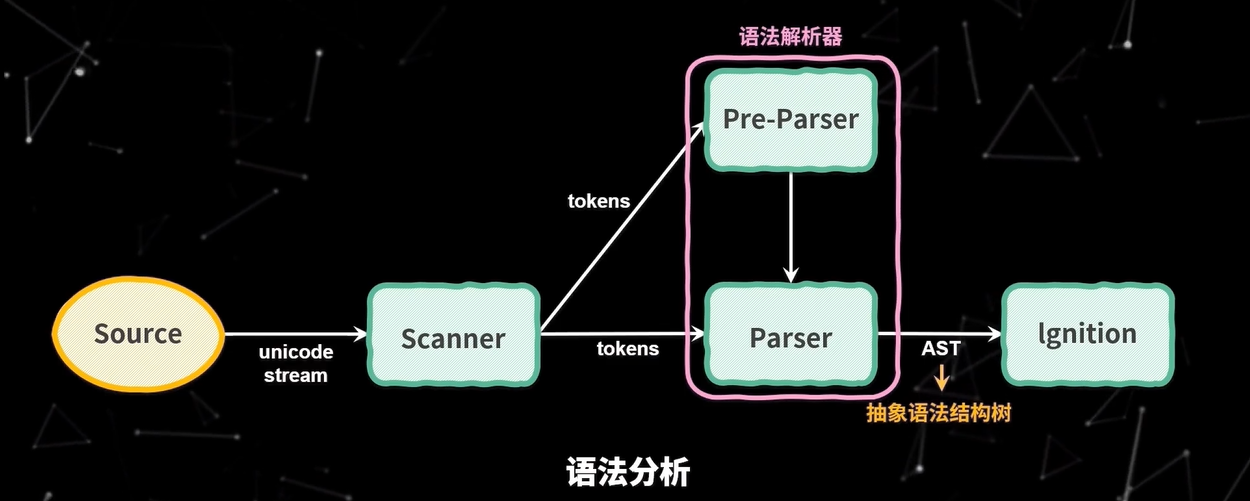 语法解析器
Pre-Parser
tokens
Source
unicode
stream
Scanner
tokens
Parser
AST
lgnition
抽象语法结构树
语法分析